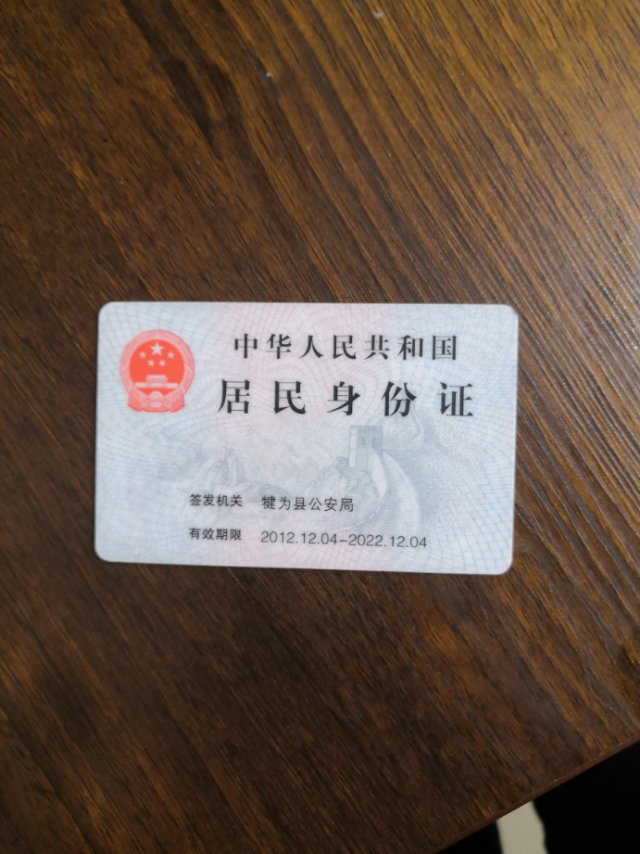 中华人民共和国
居民身份证
签发机关 犍为县公安局
有效期限 2012.12.04-2022.12.04